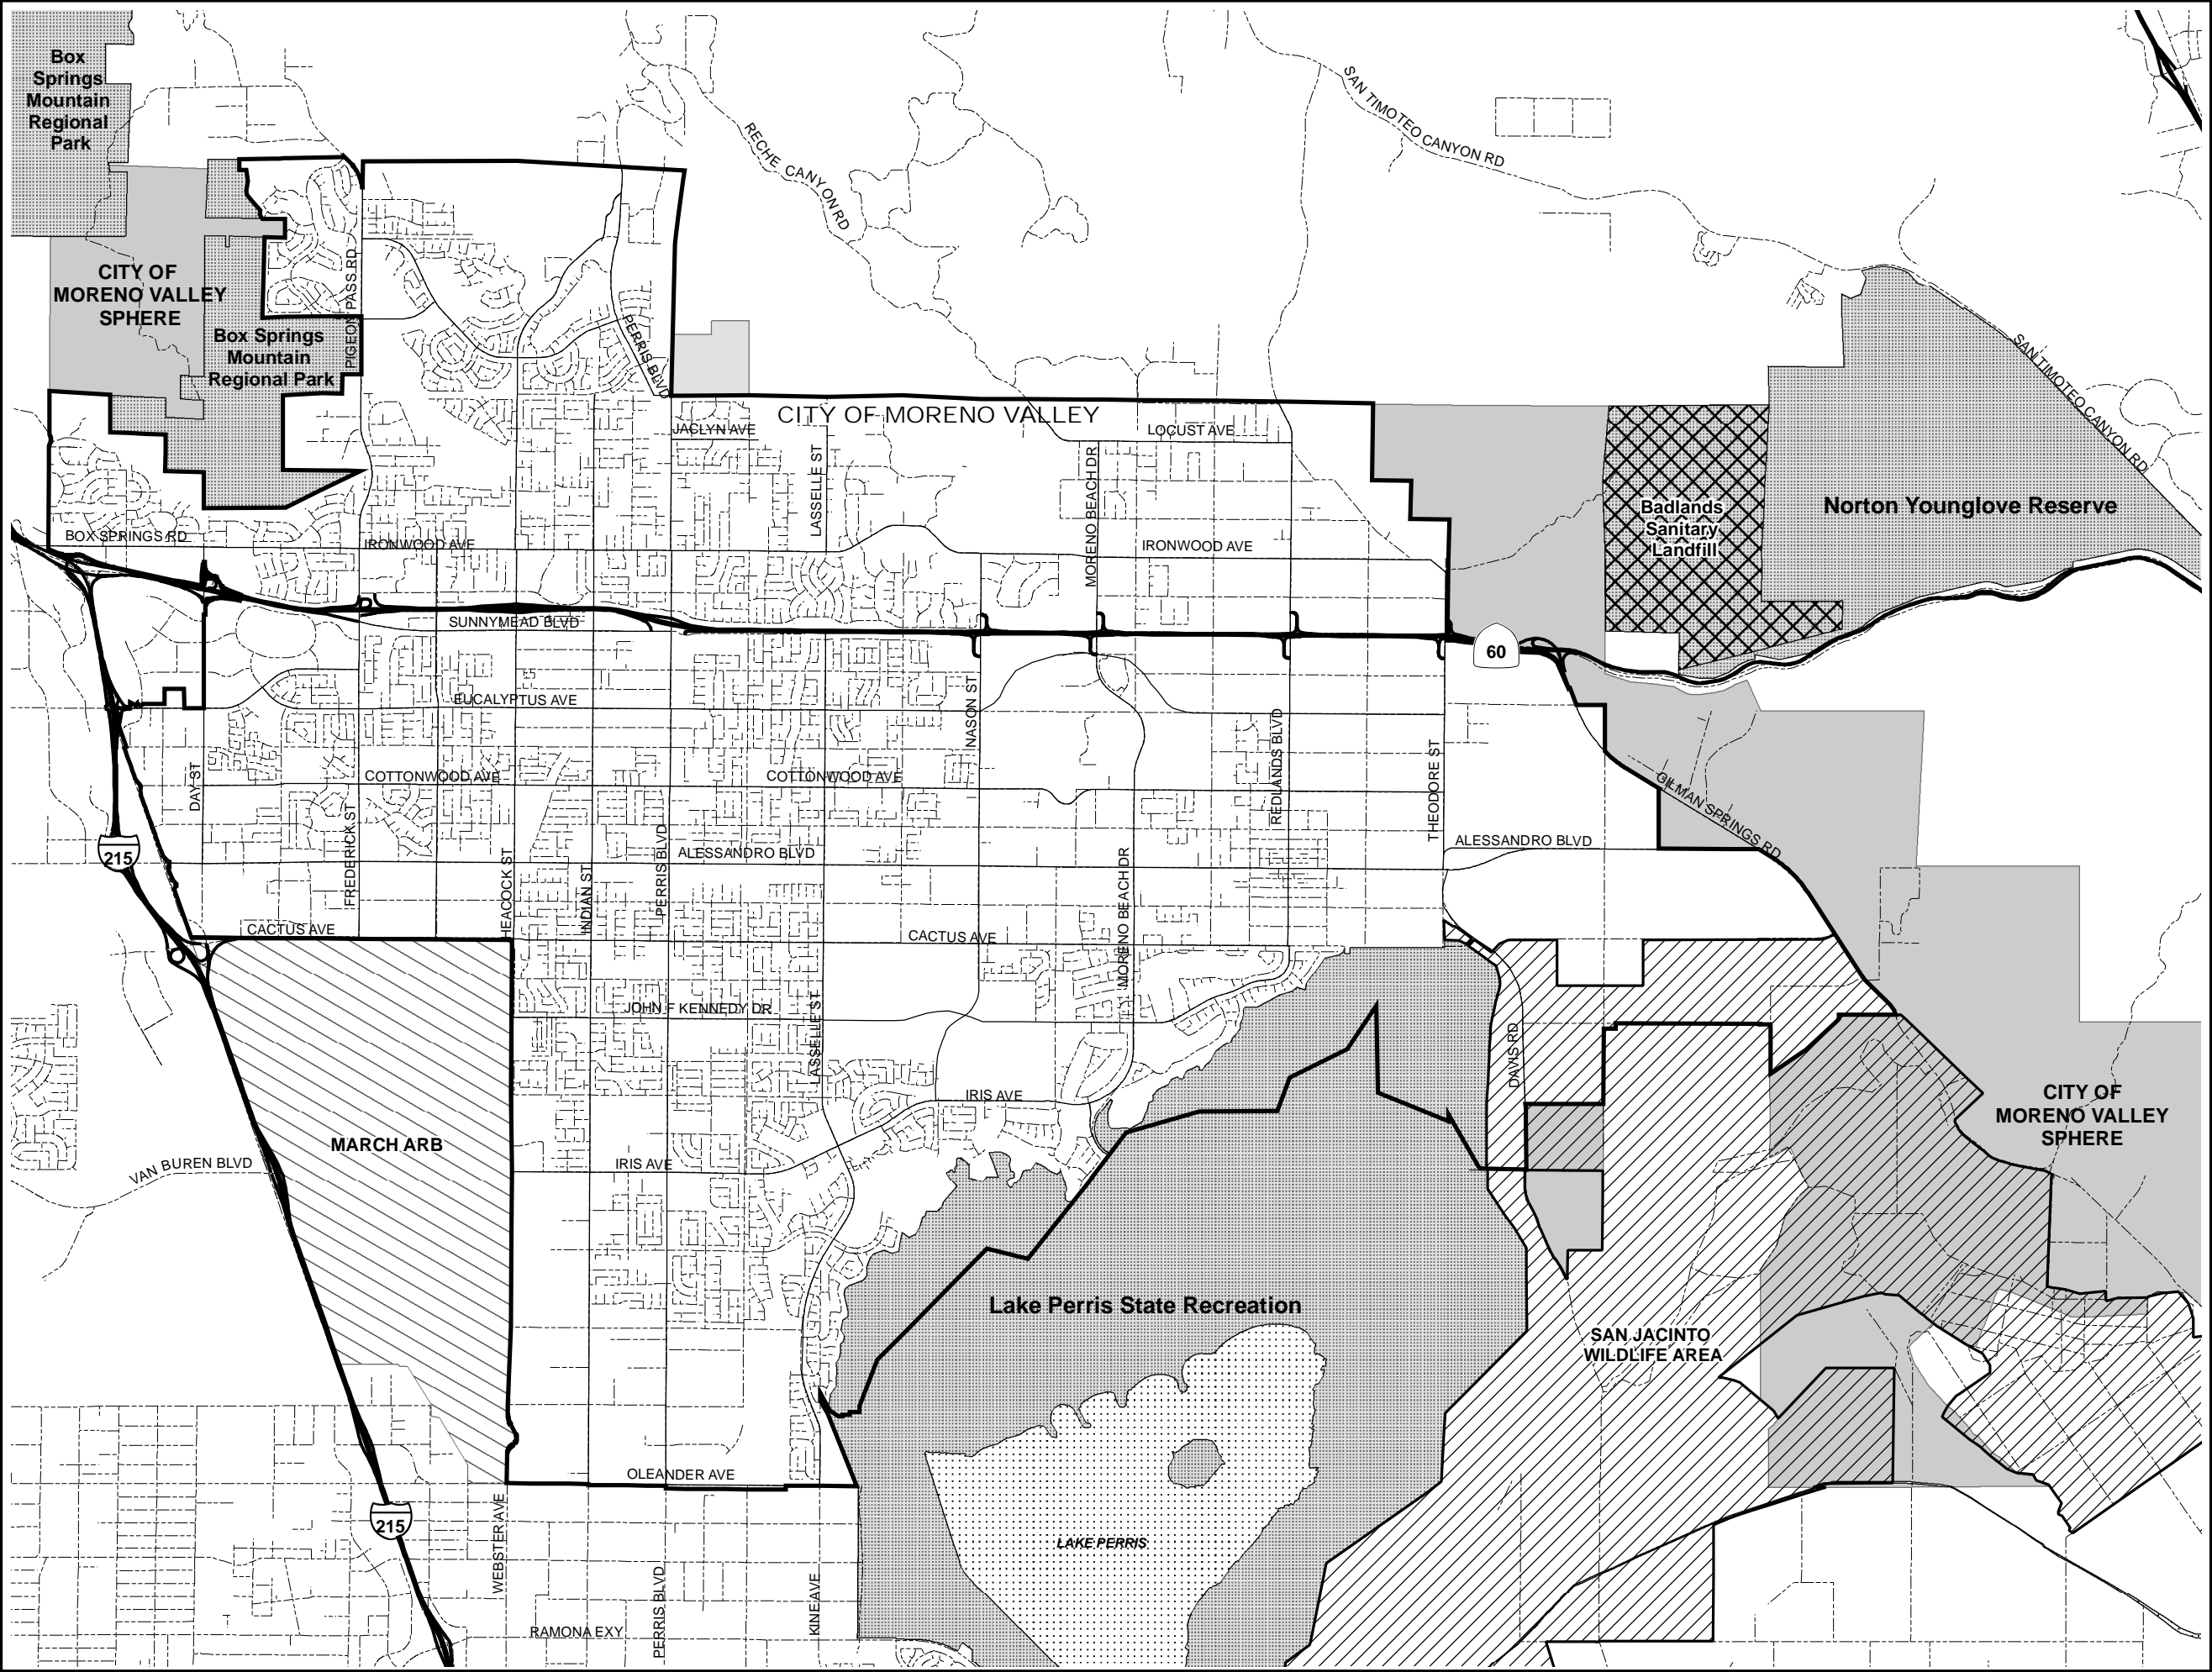 Box
Springs
Mountain
Regional
Park
SAN TIMOTEO CANYON RD
RECHE CANYON RD
CITY OF
MORENO VALLEY
SPHERE
PIGEON PASS RD
Box Springs
Mountain
Regional Park
PERRIS BLVD
SAN TIMOTEO CANYON RD
CITY OF MORENO VALLEY
JACLYN AVE
LOCUST AVE
LASSELLE ST
MORENO BEACH DR
Badlands
Sanitary
Landfill
Norton Younglove Reserve
BOX SPRINGS RD
IRONWOOD AVE
IRONWOOD AVE
SUNNYMEAD BLVD
60
EUCALYPTUS AVE
NASON ST
REDLANDS BLVD
THEODORE ST
DAY ST
COTTONWOOD AVE
COTTONWOOD AVE
GILMAN SPRINGS RD
FREDERICK ST
HEACOCK ST
INDIAN ST
PERRIS BLVD
ALESSANDRO BLVD
ALESSANDRO BLVD
MORENO BEACH DR
215
CACTUS AVE
CACTUS AVE
JOHN F KENNEDY DR
LASSELLE ST
DAVIS RD
IRIS AVE
CITY OF
MORENO VALLEY
SPHERE
MARCH ARB
VAN BUREN BLVD
IRIS AVE
Lake Perris State Recreation
SAN JACINTO
WILDLIFE AREA
OLEANDER AVE
215
WEBSTER AVE
LAKE PERRIS
PERRIS BLVD
KINE AVE
RAMONA EXY